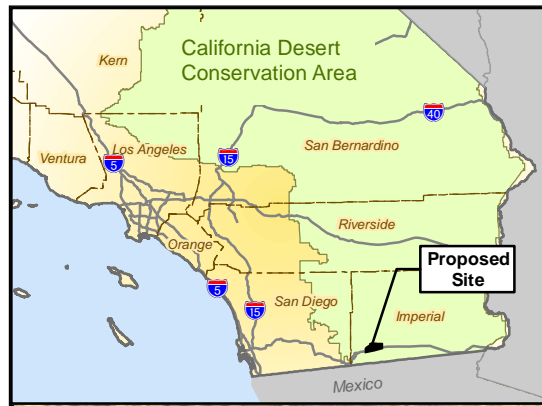 California Desert
Conservation Area
Kern
40
Ventura
Los Angeles
San Bernardino
5
15
Riverside
Orange
Proposed
Site
5
San Diego
15
Imperial
Mexico